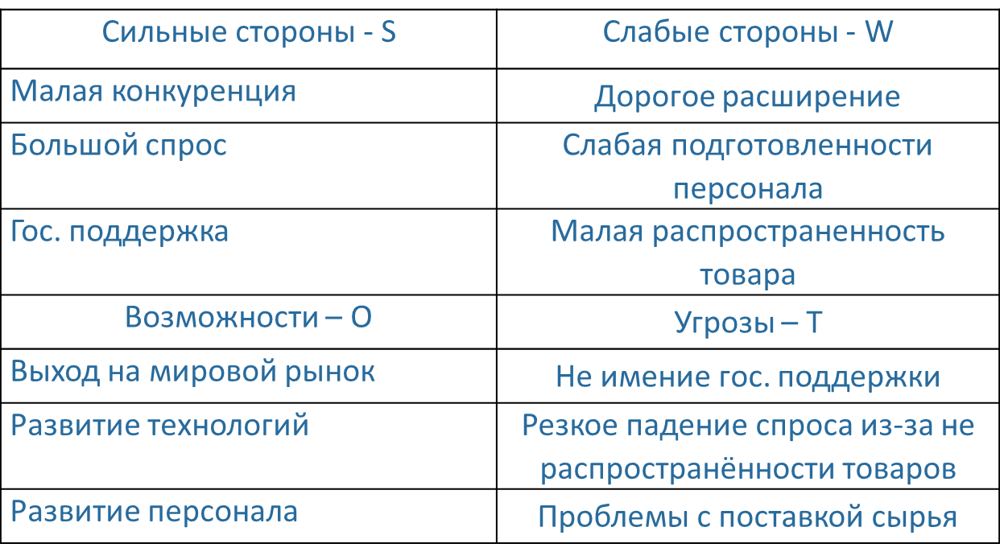 Сильные стороны - S
Слабые стороны - W
Малая конкуренция
Дорогое расширение
Большой спрос
Слабая подготовленности
персонала
Гос. поддержка
Малая распространенность
товара
Возможности – O
Угрозы – T
Выход на мировой рынок
Не имение гос. поддержки
Развитие технологий
Резкое падение спроса из-за не
распространённости товаров
Развитие персонала
Проблемы с поставкой сырья